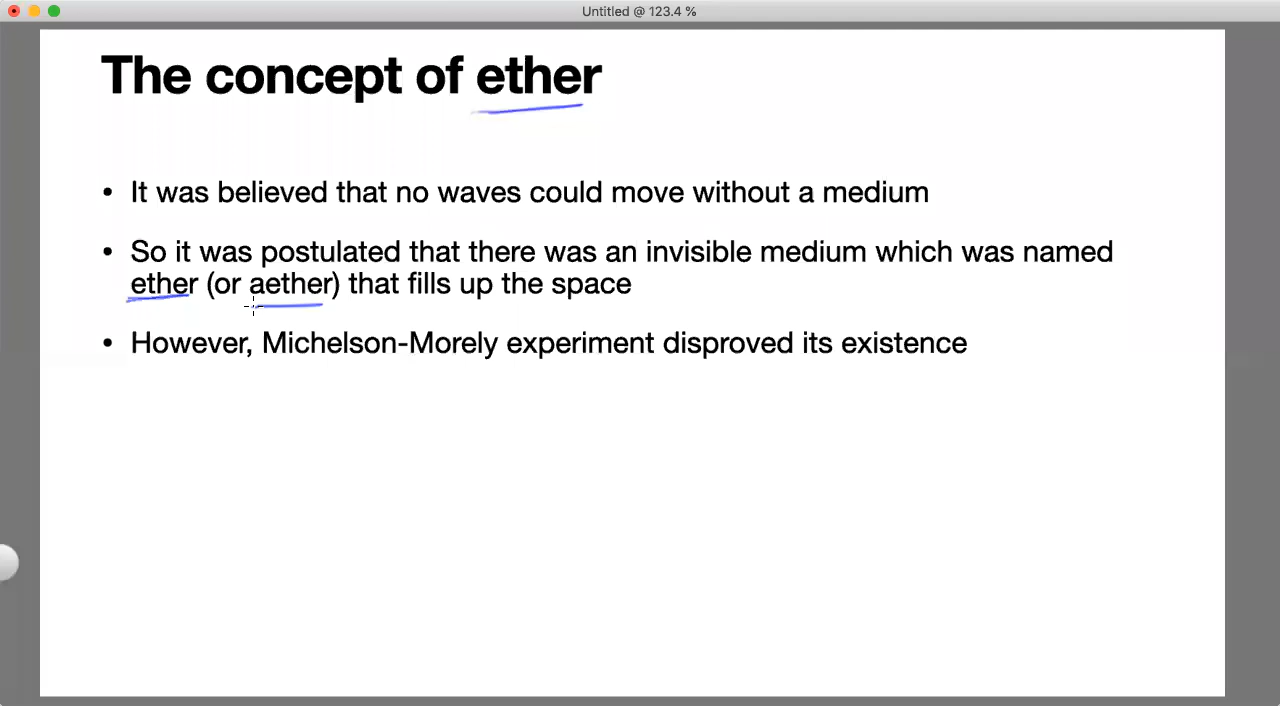 Untitled @ 123.4 %
The concept of ether
• It was believed that no waves could move without a medium
• So it was postulated that there was an invisible medium which was named
ether (or aether) that fills up the space
• However, Michelson-Morely experiment disproved its existence